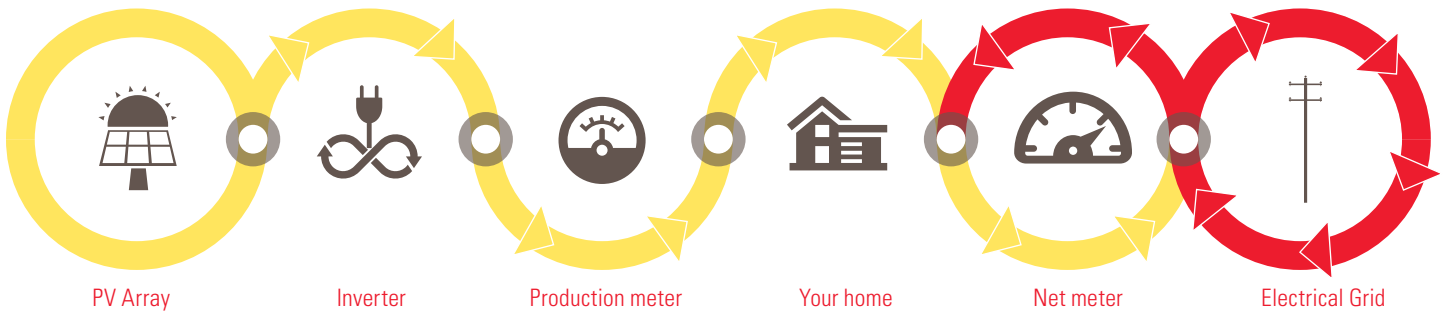 PV Array
Inverter
Production meter
Your home
Net meter
Electrical Grid